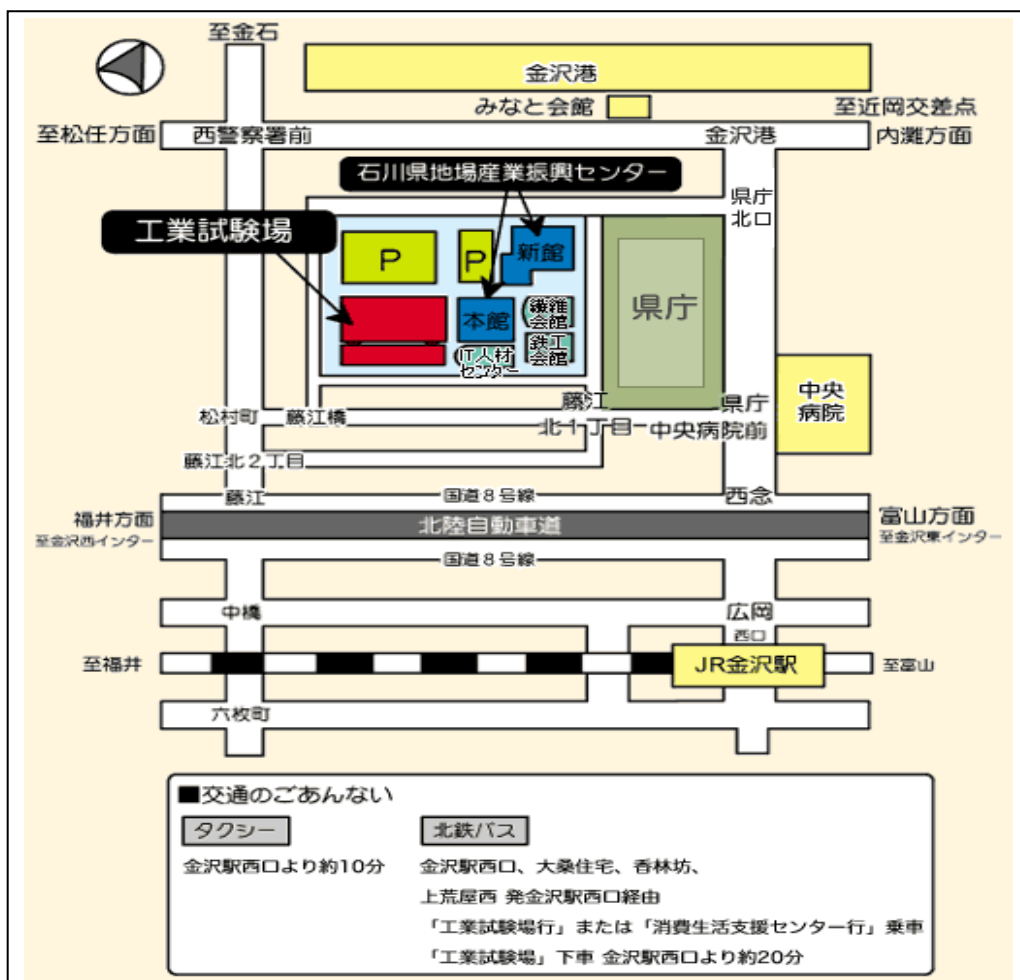 至金石
金沢港
みなと会館
至近岡交差点
至松任方面
西警察署前
金沢港
内灘方面
石川県地場産業振興センター
県庁
北口
工業試験場
P
P
新館
県庁
本館
繊維
会館
鉄工
会館
IT人材
センター
中央
病院
松村町
藤江橋
藤江
北1丁目
県庁
中央病院前
藤江北2丁目
藤江
国道8号線
西念
福井方面
至金沢西インター
北陸自動車道
富山方面
至金沢東インター
国道8号線
中橋
広岡
西口
至福井
JR金沢駅
至富山
六枚町
■交通のごあんない
タクシー
金沢駅西口より約10分
北鉄バス
金沢駅西口、大桑住宅、香林坊、
上荒屋西 発金沢駅西口経由
「工業試験場行」または「消費生活支援センター行」乗車
「工業試験場」下車 金沢駅西口より約20分